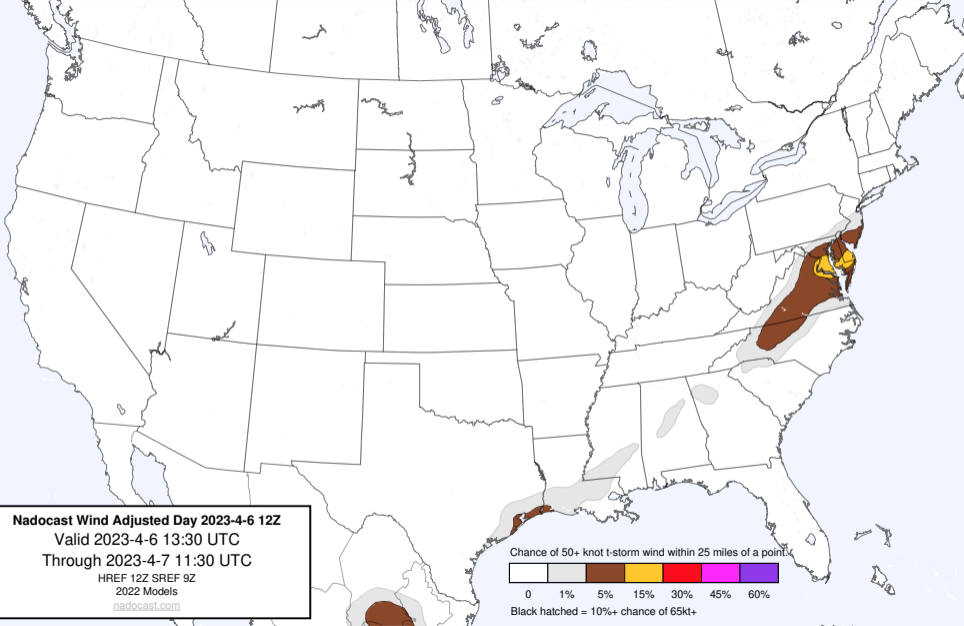 Nadocast Wind Adjusted Day 2023-4-6 12Z
Valid 2023-4-6 13:30 UTC
Through 2023-4-7 11:30 UTC
HREF 12Z SREF 9Z
2022 Models
nadocast.com
Chance of 50+ knot t-storm wind within 25 miles of a point.
0 1% 5% 15% 30% 45% 60%
Black hatched = 10%+ chance of 65kt+